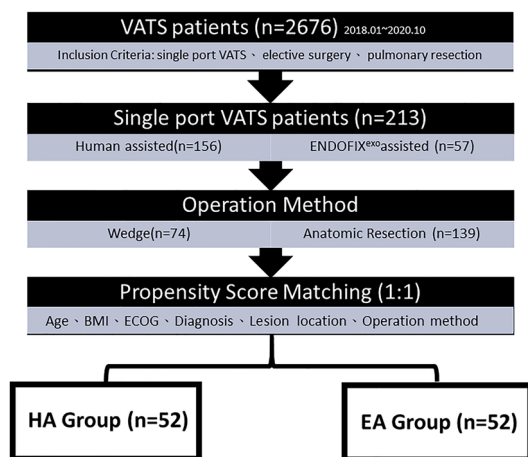 VATS patients (n=2676) 2018.01~2020.10
Inclusion Criteria: single port VATS、elective surgery、pulmonary resection
Single port VATS patients (n=213)
Human assisted(n=156) ENDOFIXexo assisted (n=57)
Operation Method
Wedge(n=74) Anatomic Resection (n=139)
Propensity Score Matching (1:1)
Age、BMI、ECOG、Diagnosis、Lesion location、Operation method
HA Group (n=52) EA Group (n=52)